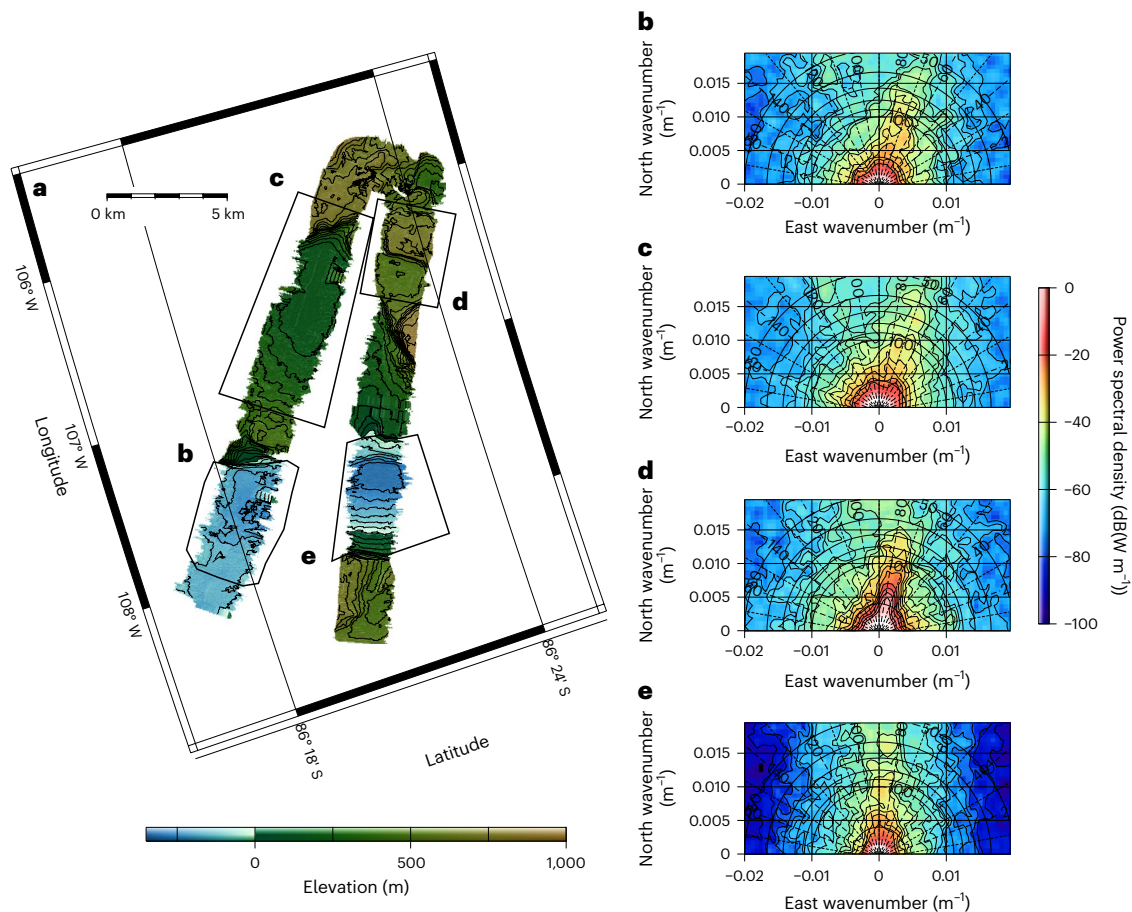 a
0 km
5 km
c
d
b
e
106° W
107° W
108° W
Longitude
86° 18' S
86° 24' S
Latitude
0
500
1,000
Elevation (m)
b
North wavenumber
(m⁻¹)
0.015
0.010
0.005
0
−0.02
−0.01
0
0.01
East wavenumber (m⁻¹)
c
North wavenumber
(m⁻¹)
0.015
0.010
0.005
0
−0.02
−0.01
0
0.01
East wavenumber (m⁻¹)
d
North wavenumber
(m⁻¹)
0.015
0.010
0.005
0
−0.02
−0.01
0
0.01
East wavenumber (m⁻¹)
e
North wavenumber
(m⁻¹)
0.015
0.010
0.005
0
−0.02
−0.01
0
0.01
East wavenumber (m⁻¹)
0
−20
−40
−60
−80
−100
Power spectral density (dB(W m⁻¹))